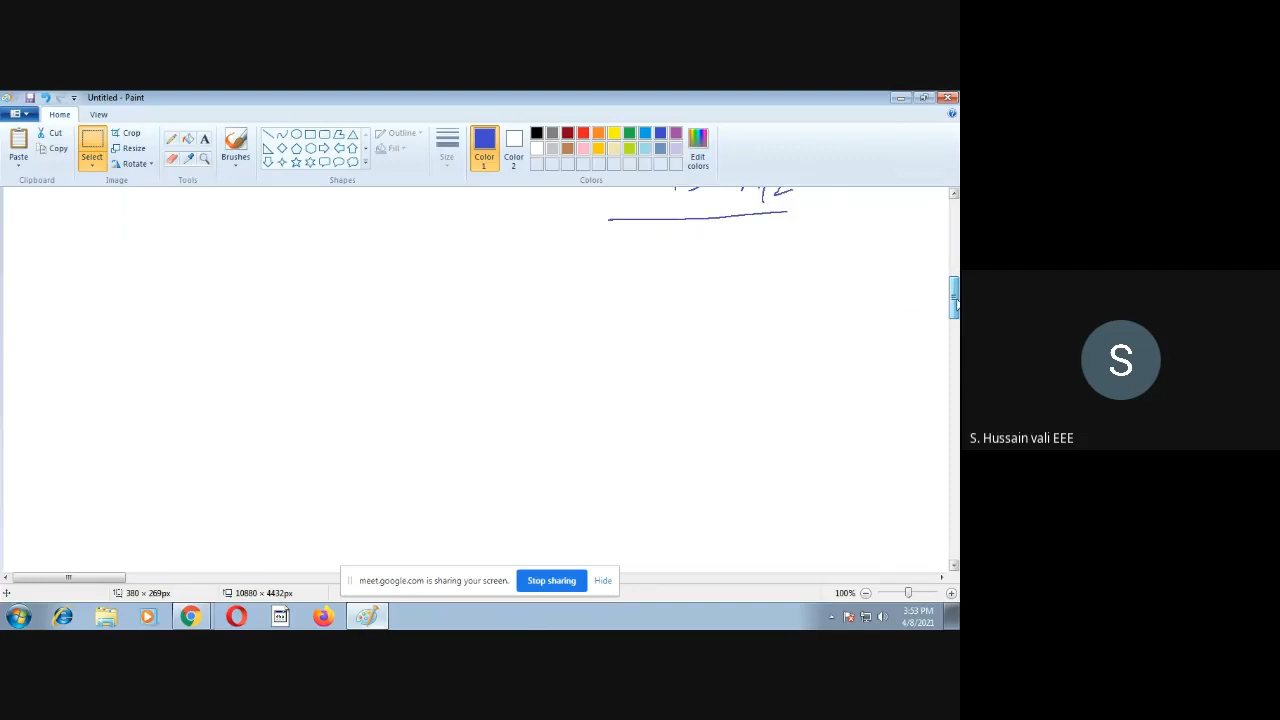 Untitled - Paint
Home View
Cut
Copy
Paste
Clipboard
Select
Crop
Resize
Rotate
Image
Tools
Brushes
Outline
Fill
Shapes
Size
Color 1
Color 2
Edit colors
Colors
S
S. Hussain vali EEE
meet.google.com is sharing your screen. Stop sharing Hide
380 × 269px 10880 × 4432px 100%
3:53 PM
4/8/2021